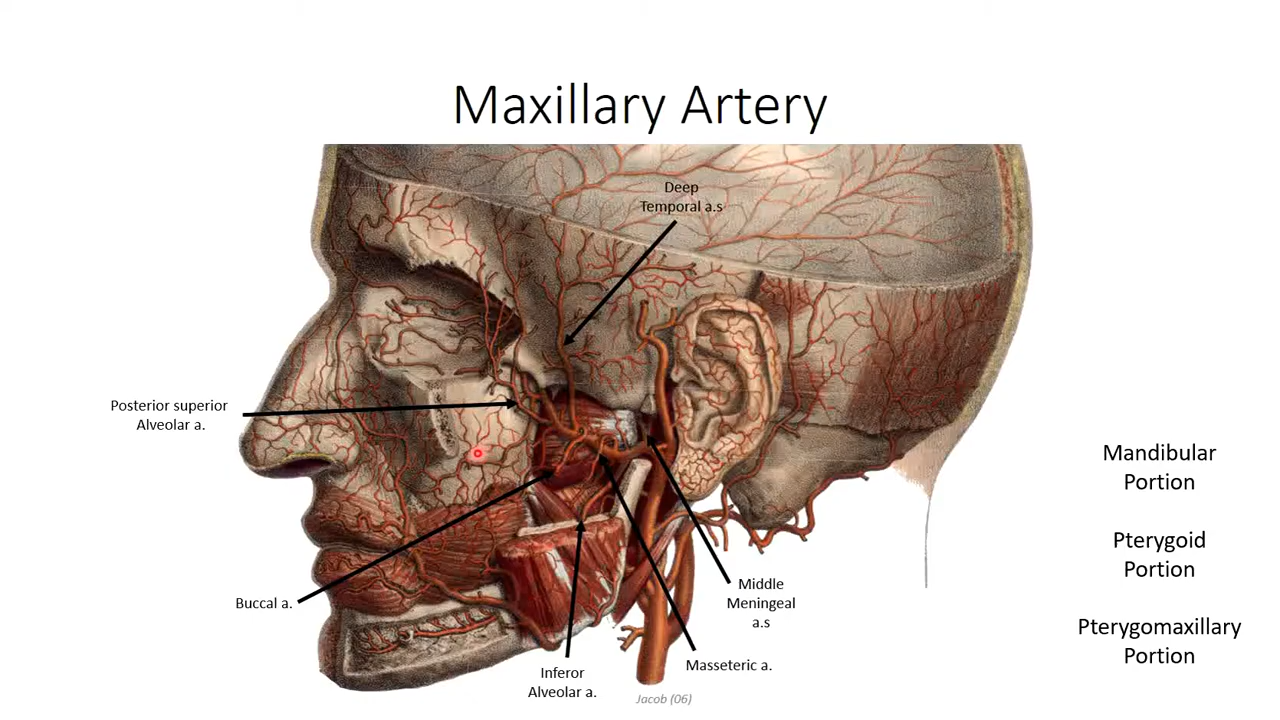 Maxillary Artery
Deep
Temporal a.s
Posterior superior
Alveolar a.
Mandibular
Portion
Pterygoid
Portion
Middle
Meningeal
a.s
Buccal a.
Pterygomaxillary
Portion
Masseteric a.
Inferor
Alveolar a.
Jacob (06)